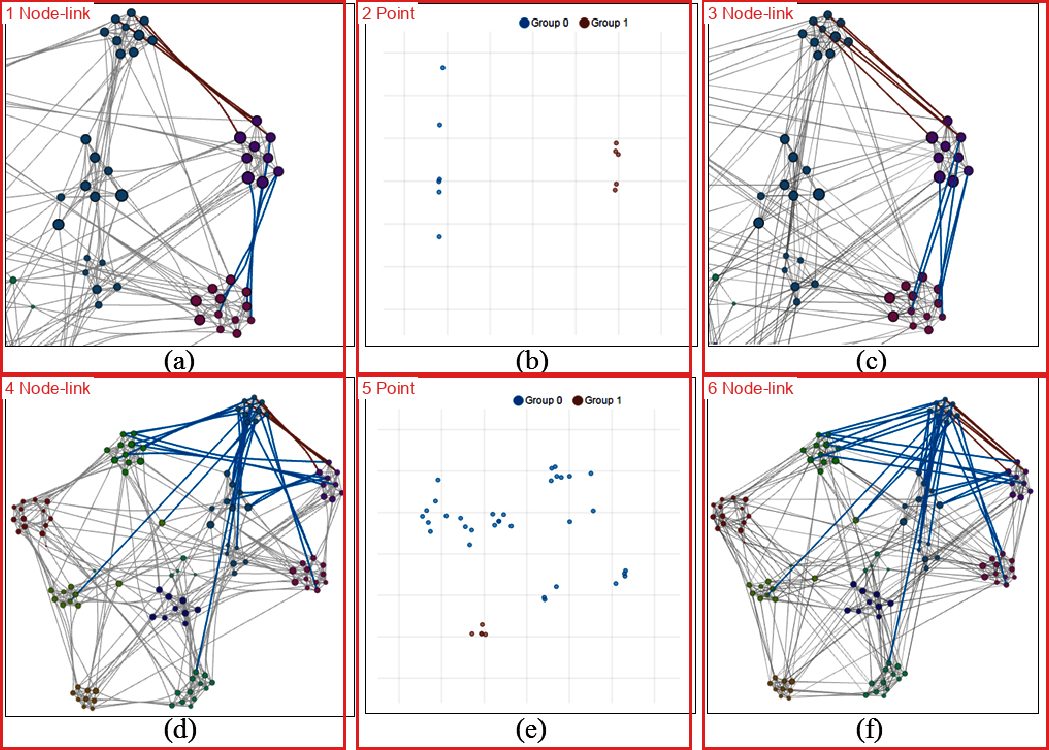 1 Node-link
2 Point
Group 0 Group 1
3 Node-link
(a)
(b)
(c)
4 Node-link
5 Point
Group 0 Group 1
6 Node-link
(d)
(e)
(f)